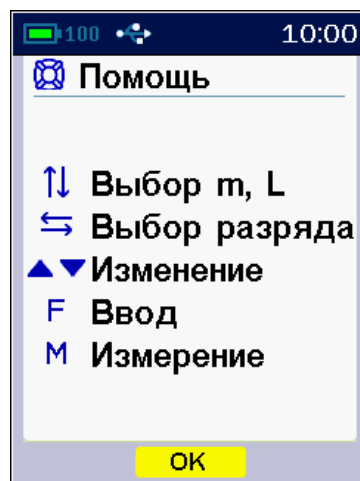 100 10:00
Помощь
↑↓ Выбор m, L
⇆ Выбор разряда
▲▼Изменение
F Ввод
M Измерение
OK